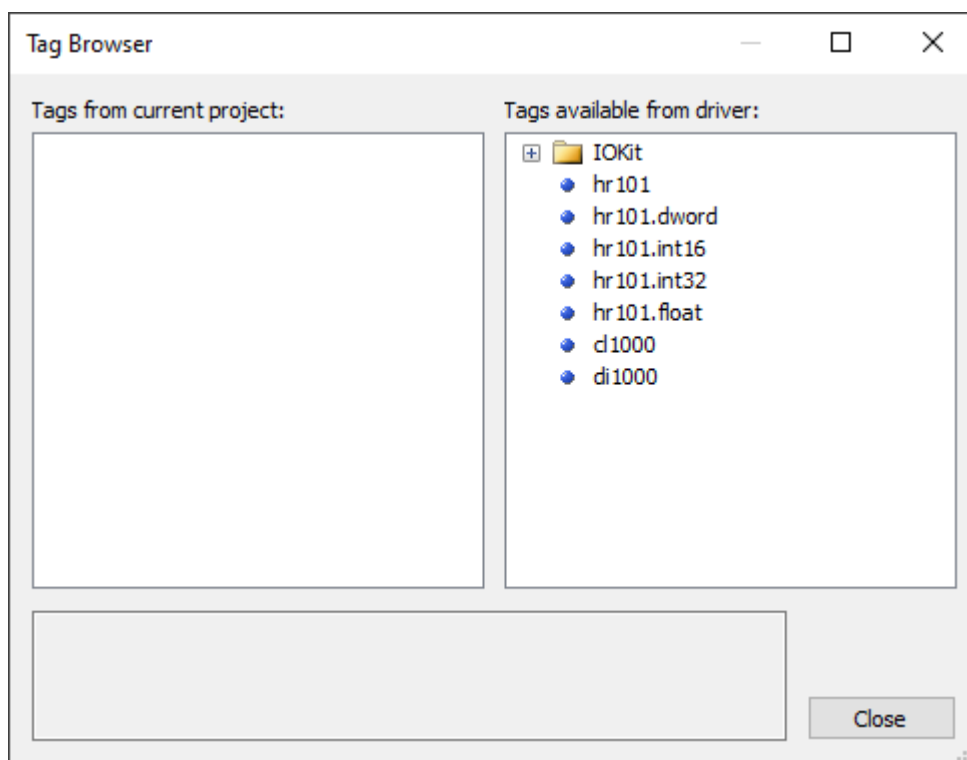 Tag Browser
Tags from current project:
Tags available from driver:
IOKit
hr101
hr101.dword
hr101.int16
hr101.int32
hr101.float
cl1000
di1000
Close